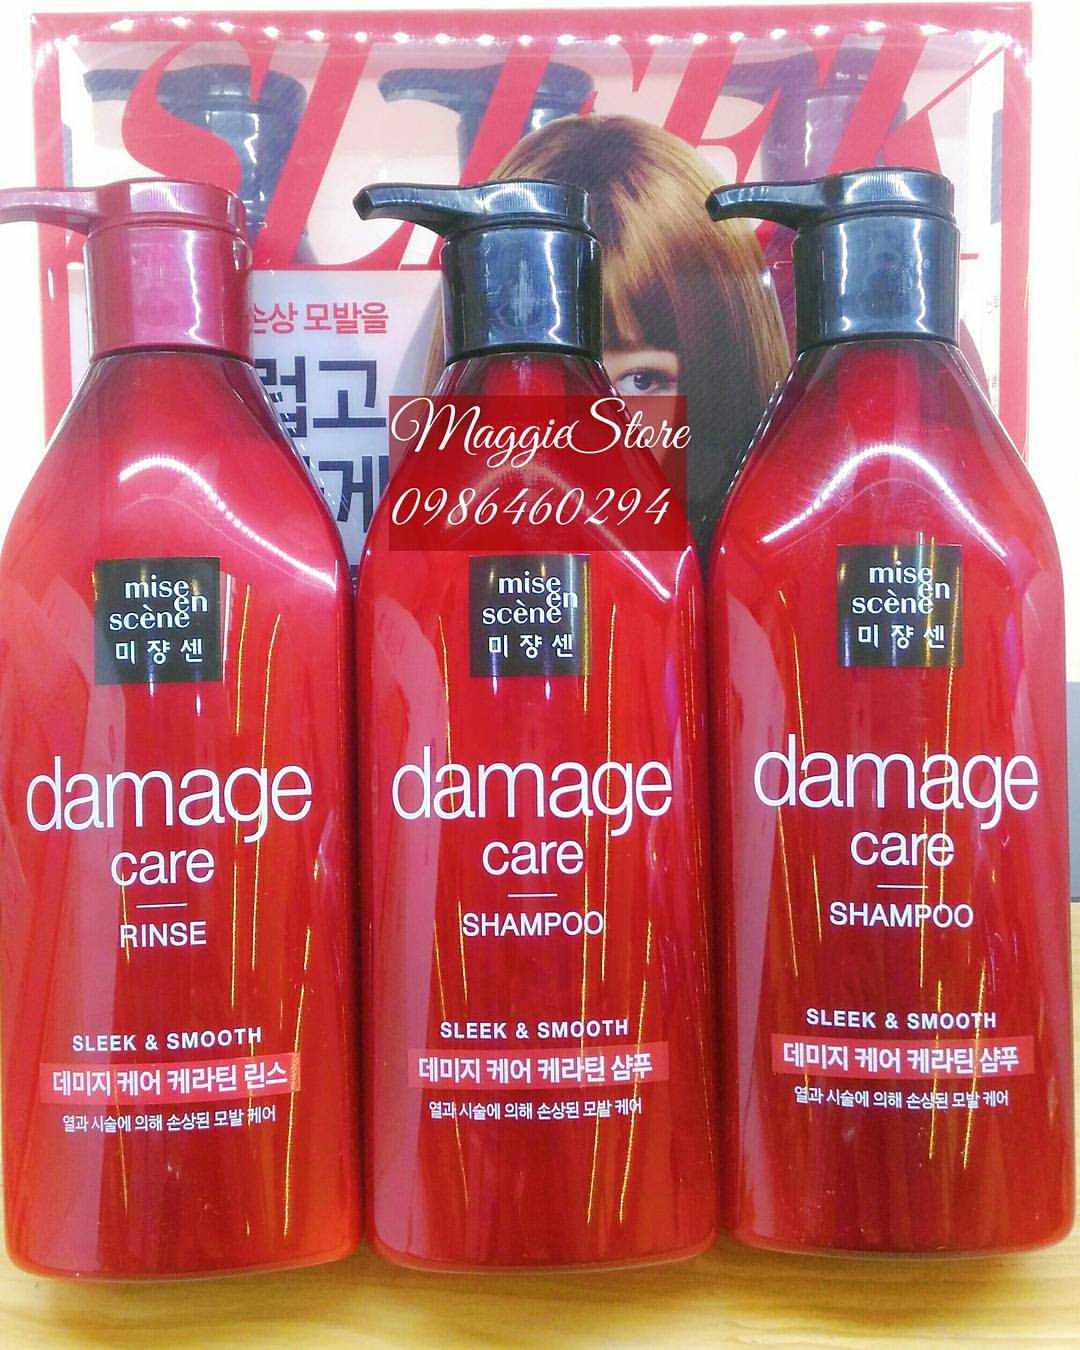 SLEEK
손상 모발을
럽고
게
MaggieStore
0986460294
mise
en
scène
미쟝센
damage
care
RINSE
SLEEK & SMOOTH
데미지 케어 케라틴 린스
열과 시술에 의해 손상된 모발 케어
mise
en
scène
미쟝센
damage
care
SHAMPOO
SLEEK & SMOOTH
데미지 케어 케라틴 샴푸
열과 시술에 의해 손상된 모발 케어
mise
en
scène
미쟝센
damage
care
SHAMPOO
SLEEK & SMOOTH
데미지 케어 케라틴 샴푸
열과 시술에 의해 손상된 모발 케어